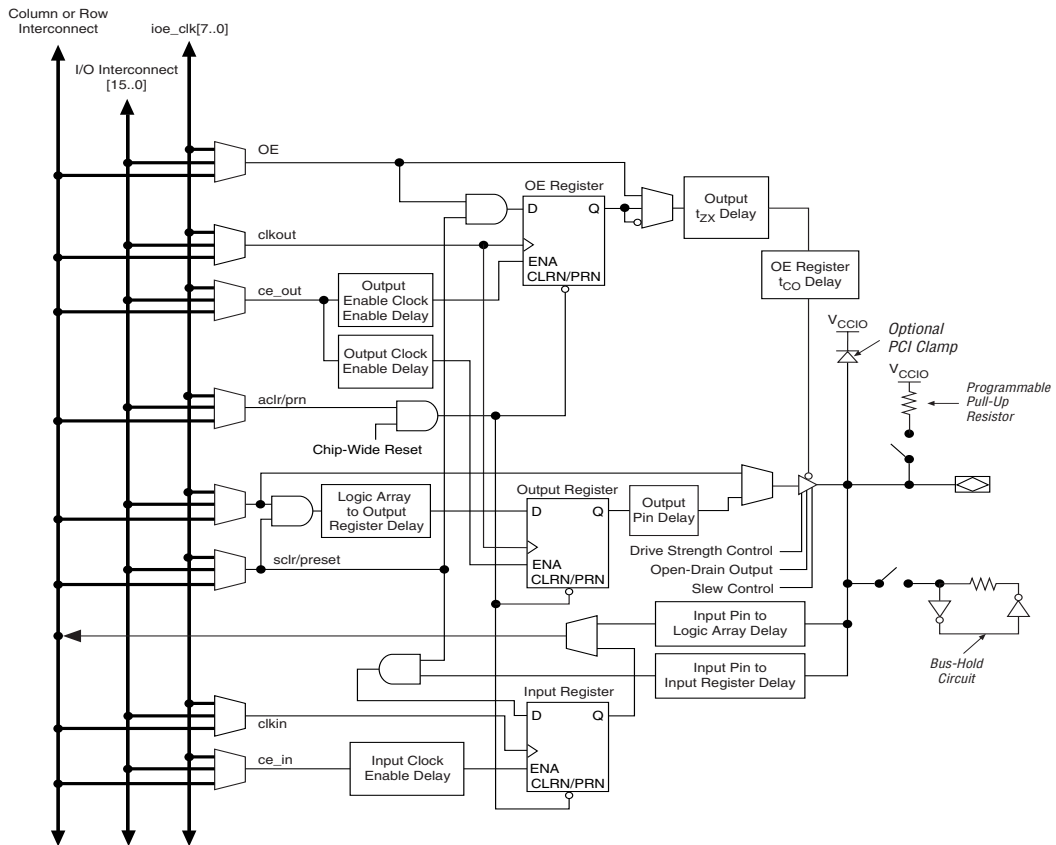 Column or Row
Interconnect
ioe_clk[7..0]
I/O Interconnect
[15..0]
OE
OE Register
D
Q
ENA
CLRN/PRN
Output
tZX Delay
clkout
OE Register
tCO Delay
ce_out
Output
Enable Clock
Enable Delay
Output Clock
Enable Delay
VCCIO
Optional
PCI Clamp
VCCIO
Programmable
Pull-Up
Resistor
aclr/prn
Chip-Wide Reset
Logic Array
to Output
Register Delay
Output Register
D
Q
ENA
CLRN/PRN
Output
Pin Delay
sclr/preset
Drive Strength Control
Open-Drain Output
Slew Control
Input Pin to
Logic Array Delay
Input Pin to
Input Register Delay
Bus-Hold
Circuit
Input Register
D
Q
ENA
CLRN/PRN
clkin
ce_in
Input Clock
Enable Delay